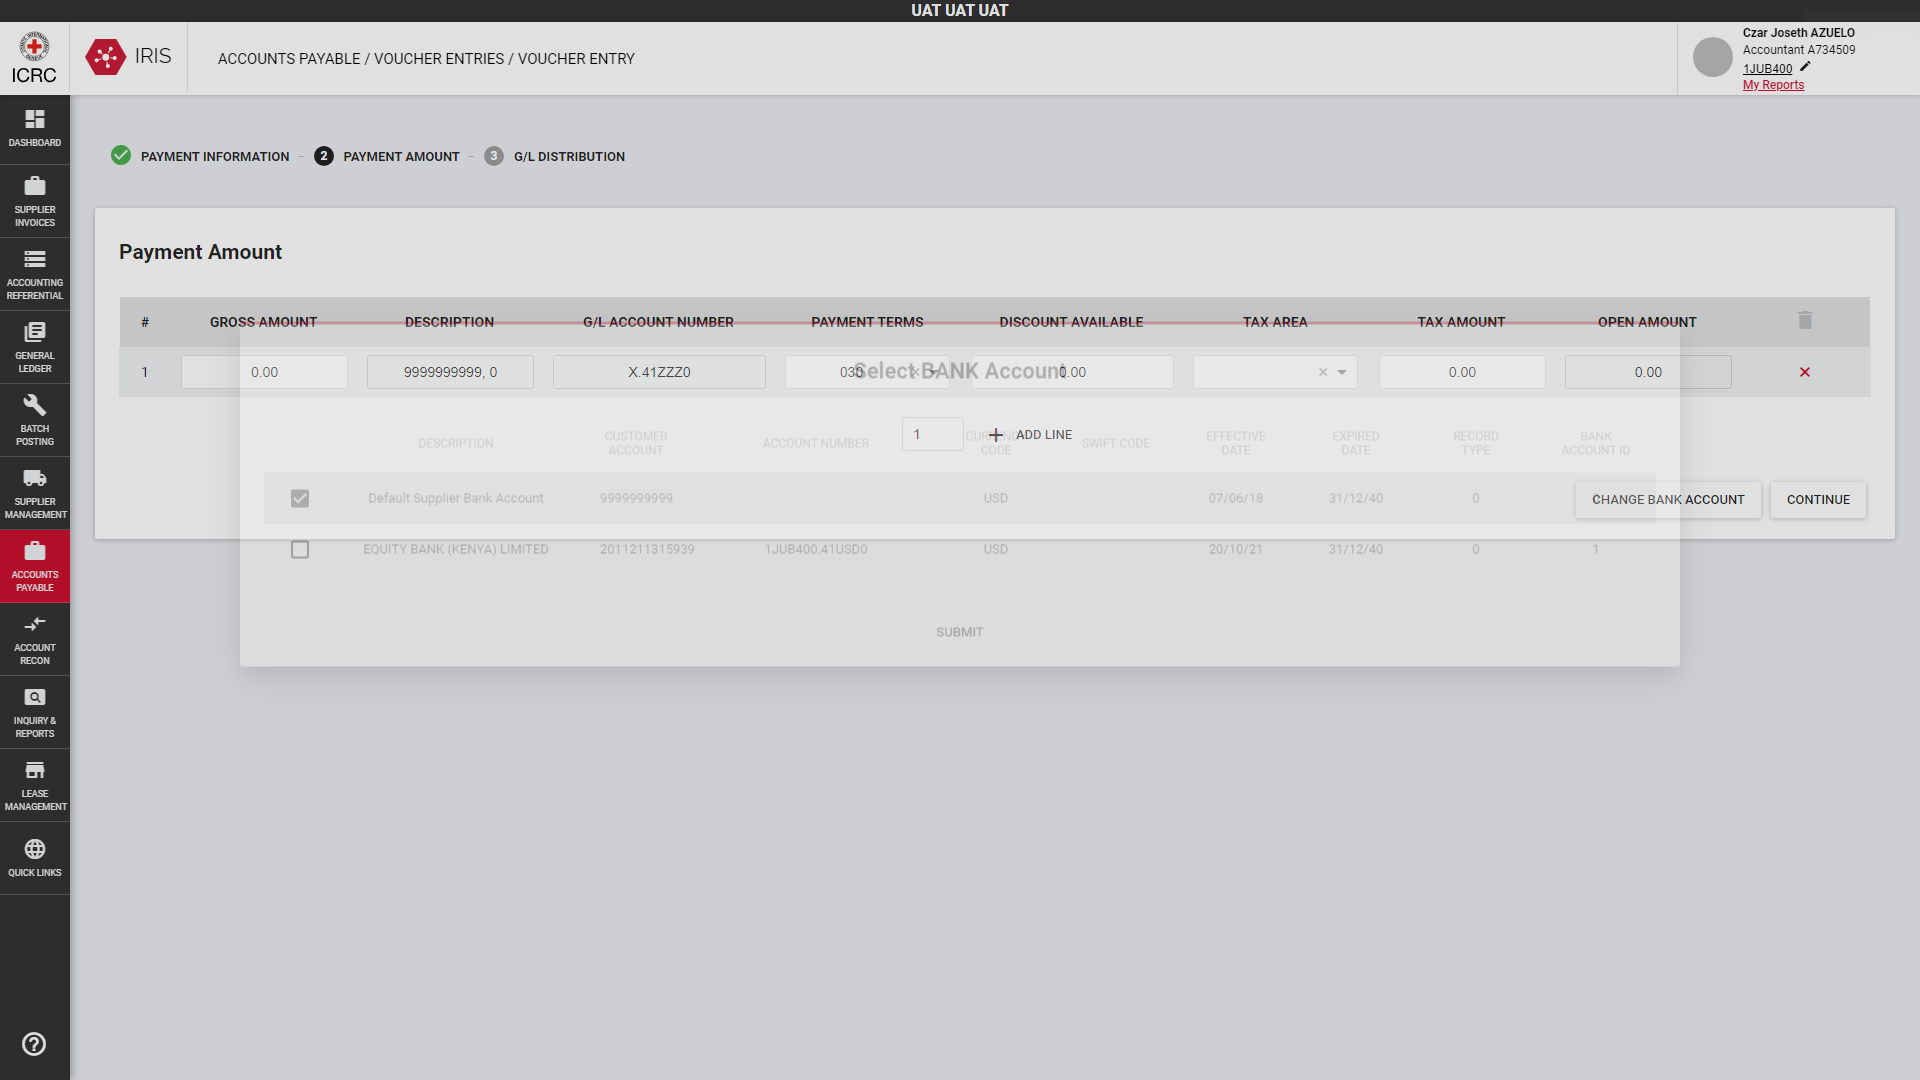 UAT UAT UAT
ICRC
IRIS
ACCOUNTS PAYABLE / VOUCHER ENTRIES / VOUCHER ENTRY
Czar Joseth AZUELO
Accountant A734509
1JUB400
My Reports
DASHBOARD
SUPPLIER
INVOICES
ACCOUNTING
REFERENTIAL
GENERAL
LEDGER
BATCH
POSTING
SUPPLIER
MANAGEMENT
ACCOUNTS
PAYABLE
ACCOUNT
RECON
INQUIRY &
REPORTS
LEASE
MANAGEMENT
QUICK LINKS
PAYMENT INFORMATION
2 PAYMENT AMOUNT
3 G/L DISTRIBUTION
Payment Amount
# GROSS AMOUNT DESCRIPTION G/L ACCOUNT NUMBER PAYMENT TERMS DISCOUNT AVAILABLE TAX AREA TAX AMOUNT OPEN AMOUNT
1 0.00 9999999999, 0 X.41ZZZ0 030 0.00 0.00 0.00
1 ADD LINE
CHANGE BANK ACCOUNT CONTINUE
Select BANK Account
DESCRIPTION CUSTOMER ACCOUNT ACCOUNT NUMBER CURRENCY CODE SWIFT CODE EFFECTIVE DATE EXPIRED DATE RECORD TYPE BANK ACCOUNT ID
Default Supplier Bank Account 9999999999 USD 07/06/18 31/12/40 0
EQUITY BANK (KENYA) LIMITED 2011211315939 1JUB400.41USD0 USD 20/10/21 31/12/40 0 1
SUBMIT